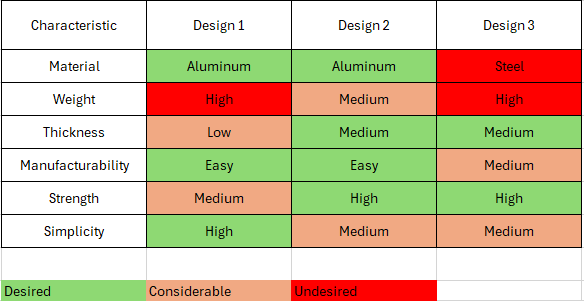 Characteristic Design 1 Design 2 Design 3
Material Aluminum Aluminum Steel
Weight High Medium High
Thickness Low Medium Medium
Manufacturability Easy Easy Medium
Strength Medium High High
Simplicity High Medium Medium
Desired Considerable Undesired